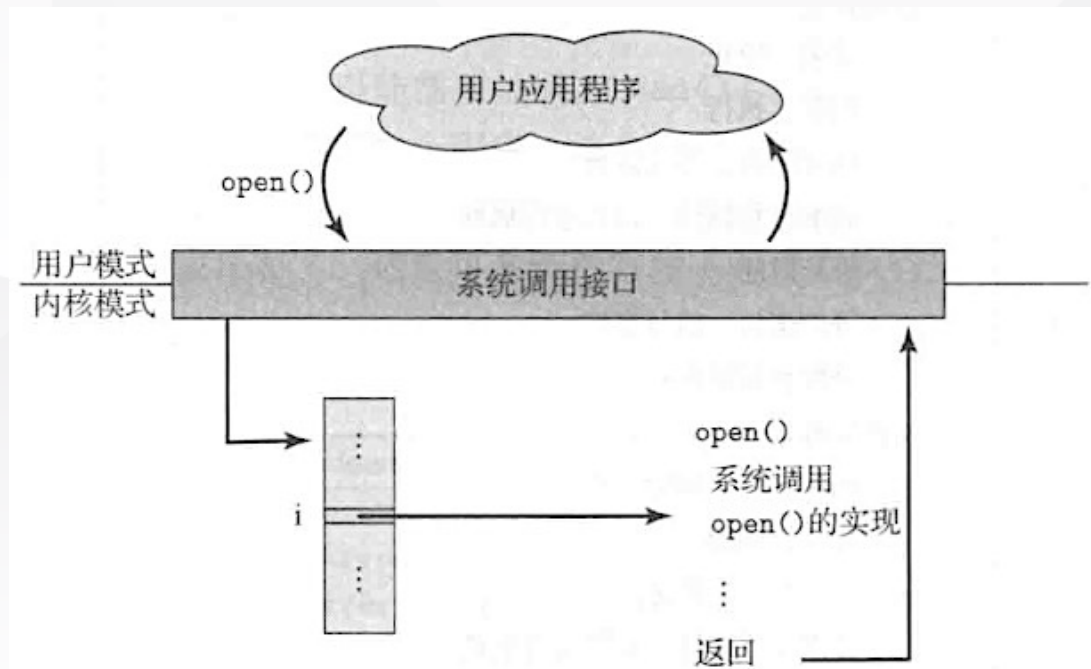 用户应用程序
open()
用户模式
系统调用接口
内核模式
⋮
i
⋮
open()
系统调用
open()的实现
⋮
返回